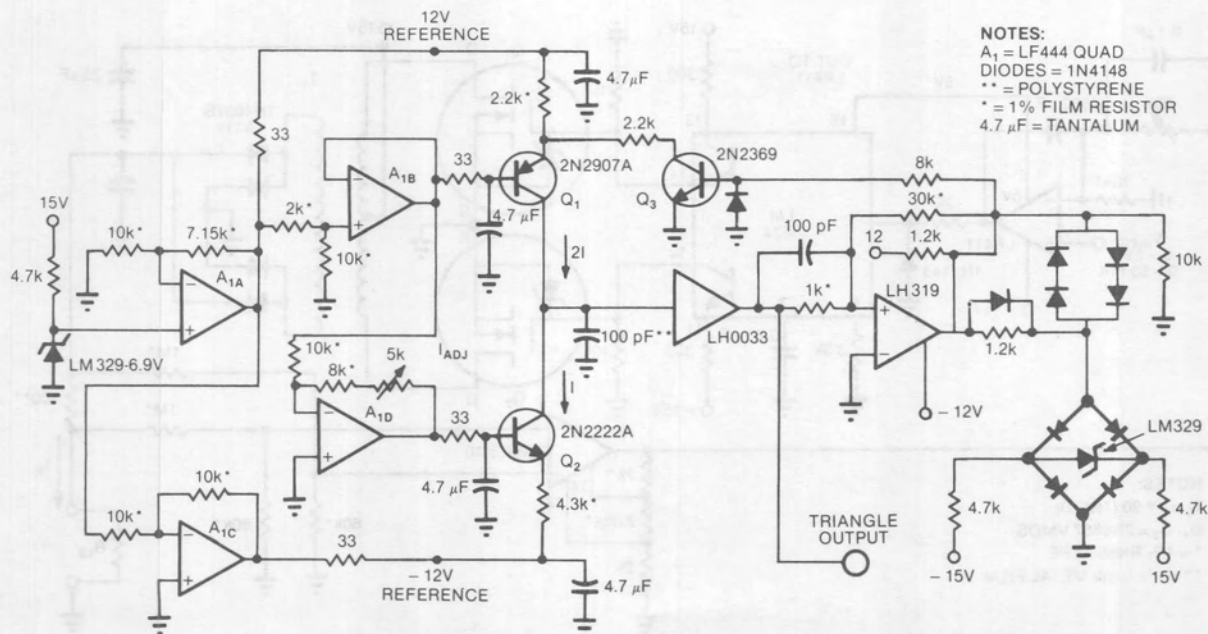 12V
REFERENCE
NOTES:
A₁ = LF444 QUAD
DIODES = 1N4148
** = POLYSTYRENE
* = 1% FILM RESISTOR
4.7 μF = TANTALUM
4.7μF
2.2k*
33
2.2k
2N2369
2N2907A
8k
A1B
33
Q₁
Q₃
30k*
15V
4.7 μF
100 pF
12
1.2k
10k*
7.15k*
2k*
10k
4.7k
A1A
10k*
2I
1k*
LH319
LM329-6.9V
100 pF**
LH0033
1.2k
10k*
IADJ
8k*
5k
I
A1D
33
2N2222A
-12V
LM329
10k*
Q₂
4.7 μF
4.3k*
10k*
A1C
4.7k
4.7k
33
TRIANGLE
OUTPUT
-12V
REFERENCE
4.7 μF
-15V
15V